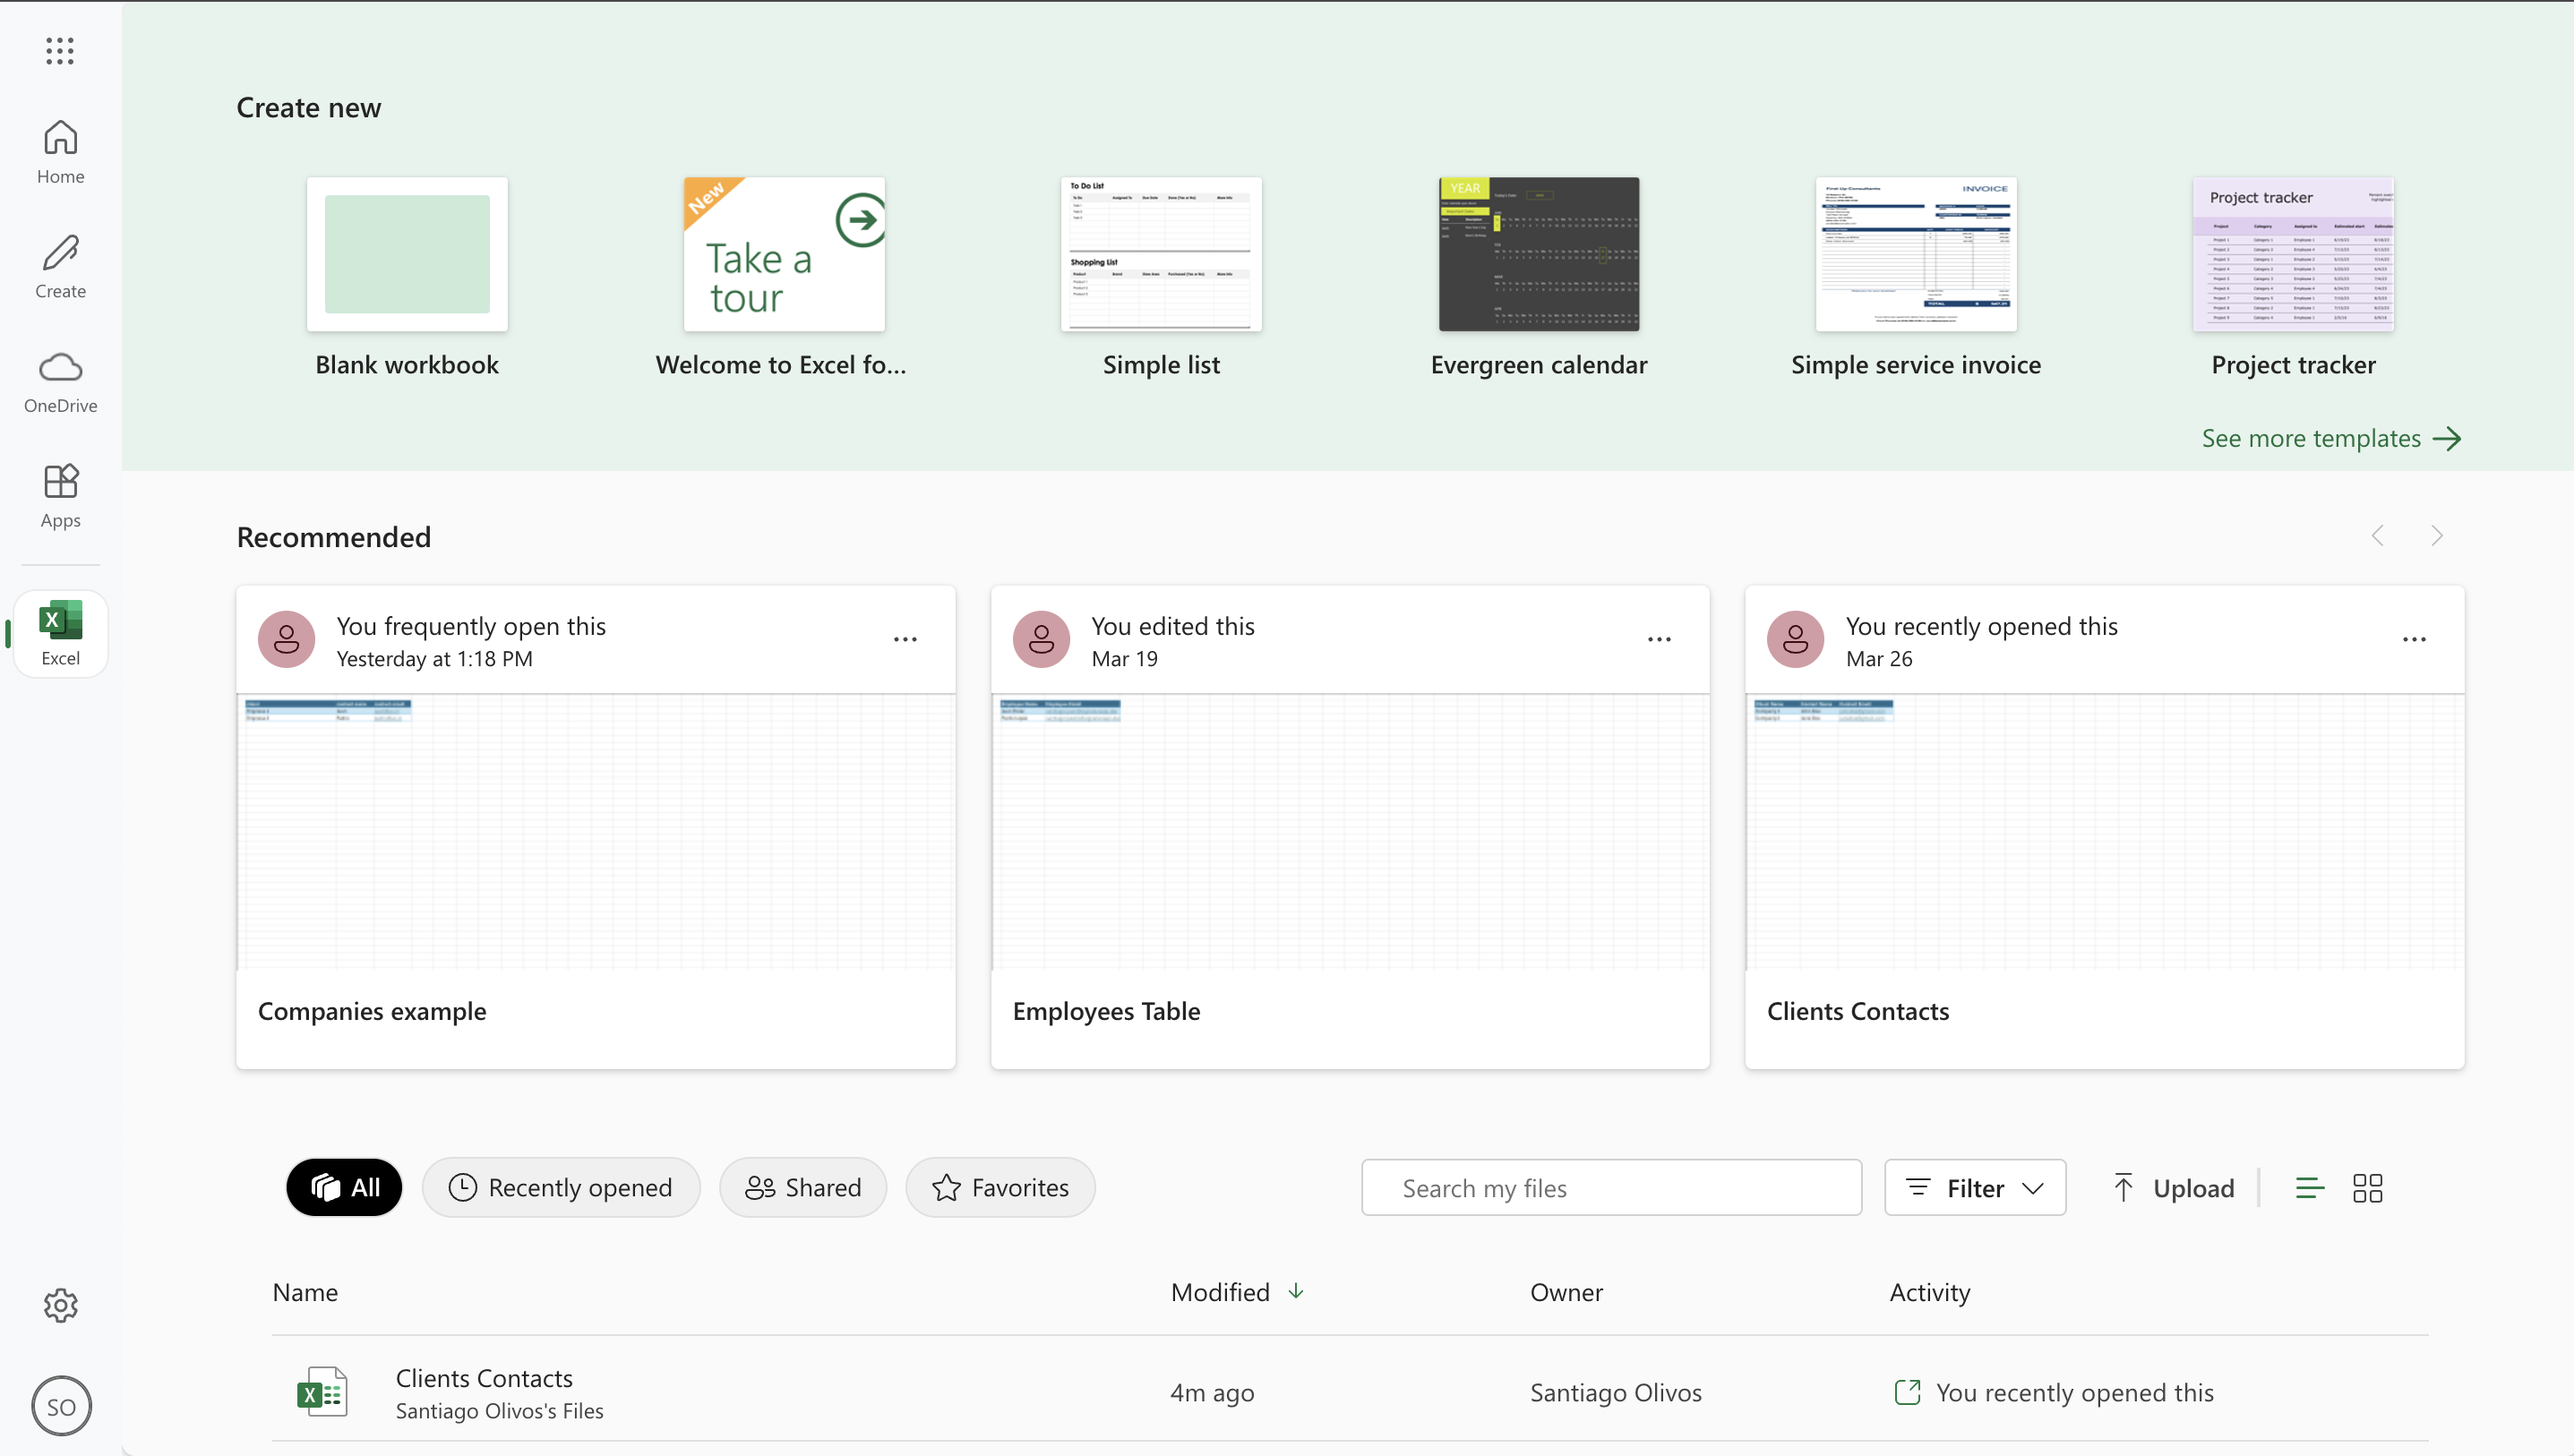 Home
Create
OneDrive
Apps
Excel
SO
Create new
New
Take a
tour
To Do List
Shopping List
YEAR
INVOICE
Project tracker
Blank workbook
Welcome to Excel fo...
Simple list
Evergreen calendar
Simple service invoice
Project tracker
See more templates
Recommended
You frequently open this
Yesterday at 1:18 PM
You edited this
Mar 19
You recently opened this
Mar 26
Companies example
Employees Table
Clients Contacts
All
Recently opened
Shared
Favorites
Search my files
Filter
Upload
Name
Modified
Owner
Activity
Clients Contacts
Santiago Olivos's Files
4m ago
Santiago Olivos
You recently opened this